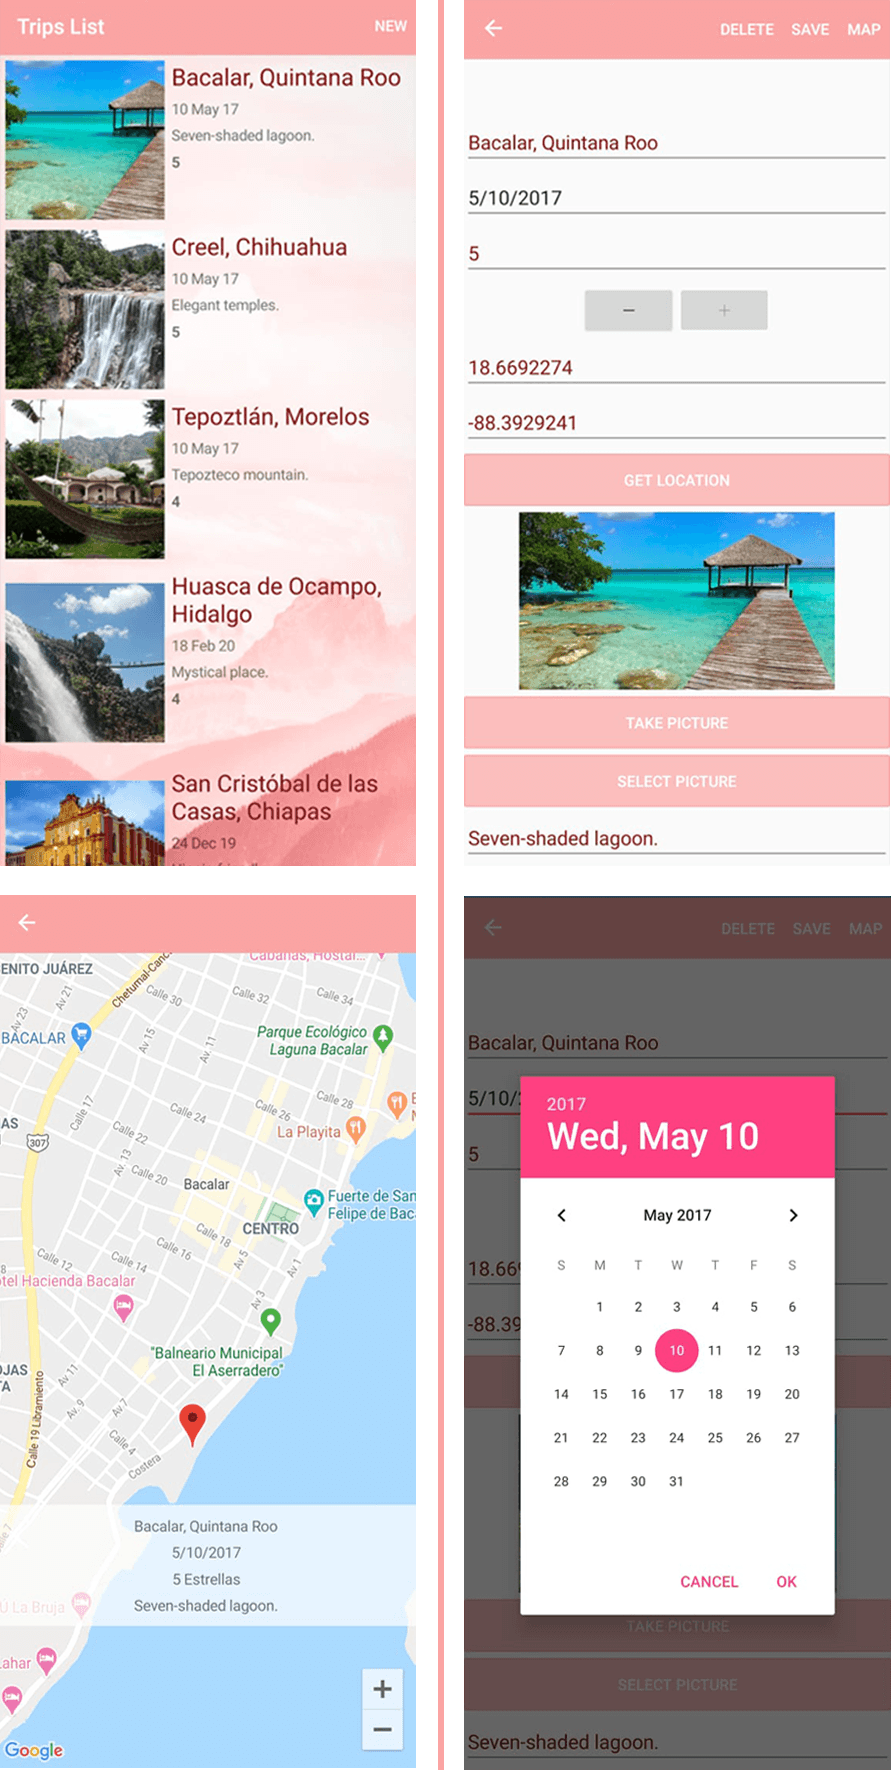 Trips List
NEW
Bacalar, Quintana Roo
10 May 17
Seven-shaded lagoon.
5
Creel, Chihuahua
10 May 17
Elegant temples.
5
Tepoztlán, Morelos
10 May 17
Tepozteco mountain.
4
Huasca de Ocampo,
Hidalgo
18 Feb 20
Mystical place.
4
San Cristóbal de las
Casas, Chiapas
24 Dec 19
DELETE SAVE MAP
Bacalar, Quintana Roo
5/10/2017
5
− +
18.6692274
-88.3929241
GET LOCATION
TAKE PICTURE
SELECT PICTURE
Seven-shaded lagoon.
Cabañas, Hostal...
ENITO JUÁREZ
Chetumal-Canc
Calle 30
Calle 32
Calle 34
Av. 21
Av. 23
BACALAR
Av. 15
Av. 11
Parque Ecológico
Laguna Bacalar
Calle 17
Calle 24
Calle 26
Calle 28
La Playita
AS
307
Calle 22
Av. 13
Calle 20
Bacalar
Fuerte de San
Felipe de Baca
Calle 18
CENTRO
Calle 16
Av. 5
Calle 12
Calle 14
Av. 1
tel Hacienda Bacalar
Av. 3
"Balneario Municipal
El Aserradero"
OJAS
TA
Av. 11
Av. 9
Av. 7
Calle 19 Libramiento
Calle 4
Costera
Calle 7
Bacalar, Quintana Roo
5/10/2017
5 Estrellas
Seven-shaded lagoon.
U La Bruja
ahar
+
−
Google
DELETE SAVE MAP
Bacalar, Quintana Roo
5/10/
5
18.66
-88.39
2017
Wed, May 10
May 2017
S M T W T F S
1 2 3 4 5 6
7 8 9 10 11 12 13
14 15 16 17 18 19 20
21 22 23 24 25 26 27
28 29 30 31
CANCEL OK
TAKE PICTURE
SELECT PICTURE
Seven-shaded lagoon.